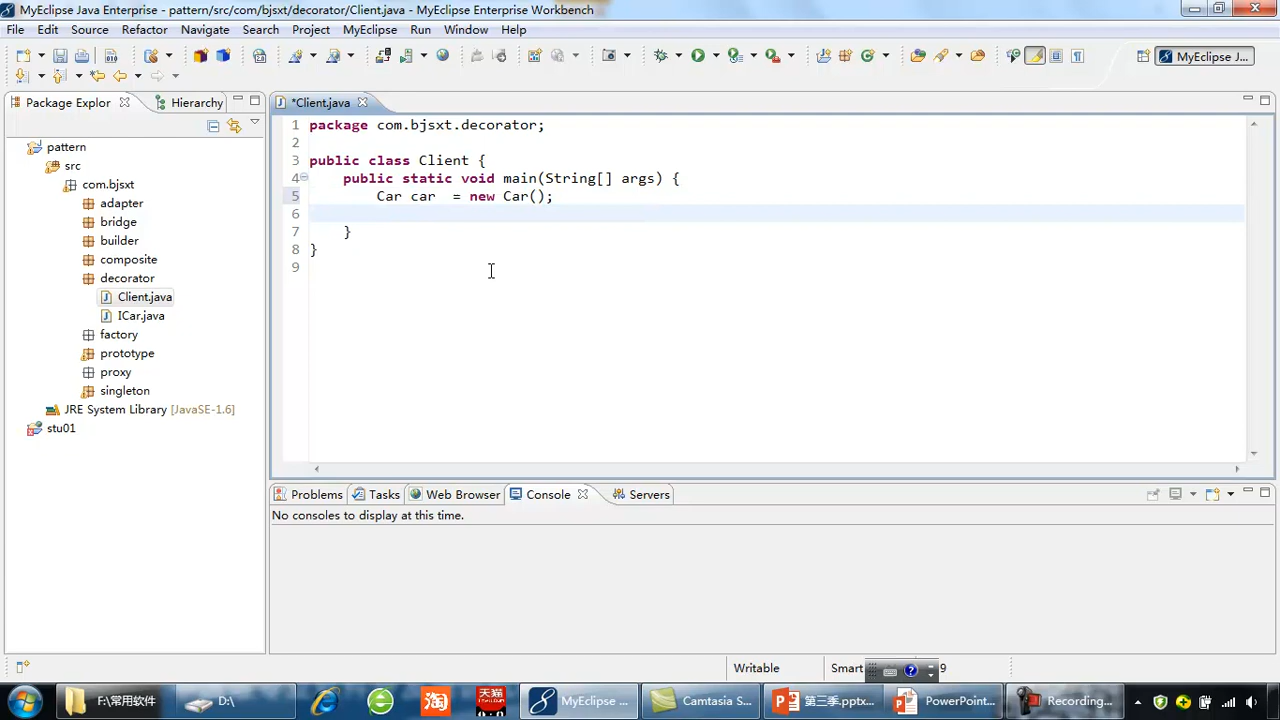 MyEclipse Java Enterprise - pattern/src/com/bjsxt/decorator/Client.java - MyEclipse Enterprise Workbench
File Edit Source Refactor Navigate Search Project MyEclipse Run Window Help
MyEclipse J...
Package Explor
Hierarchy
*Client.java
pattern
src
com.bjsxt
adapter
bridge
builder
composite
decorator
Client.java
ICar.java
factory
prototype
proxy
singleton
JRE System Library [JavaSE-1.6]
stu01
1 package com.bjsxt.decorator;
2
3 public class Client {
4 public static void main(String[] args) {
5 Car car  = new Car();
6
7 }
8 }
9
Problems Tasks Web Browser Console Servers
No consoles to display at this time.
Writable Smart 9
F:\常用软件 D:\ 淘 天猫 MyEclipse ... Camtasia S... 第三季.pptx... PowerPoint... Recording...